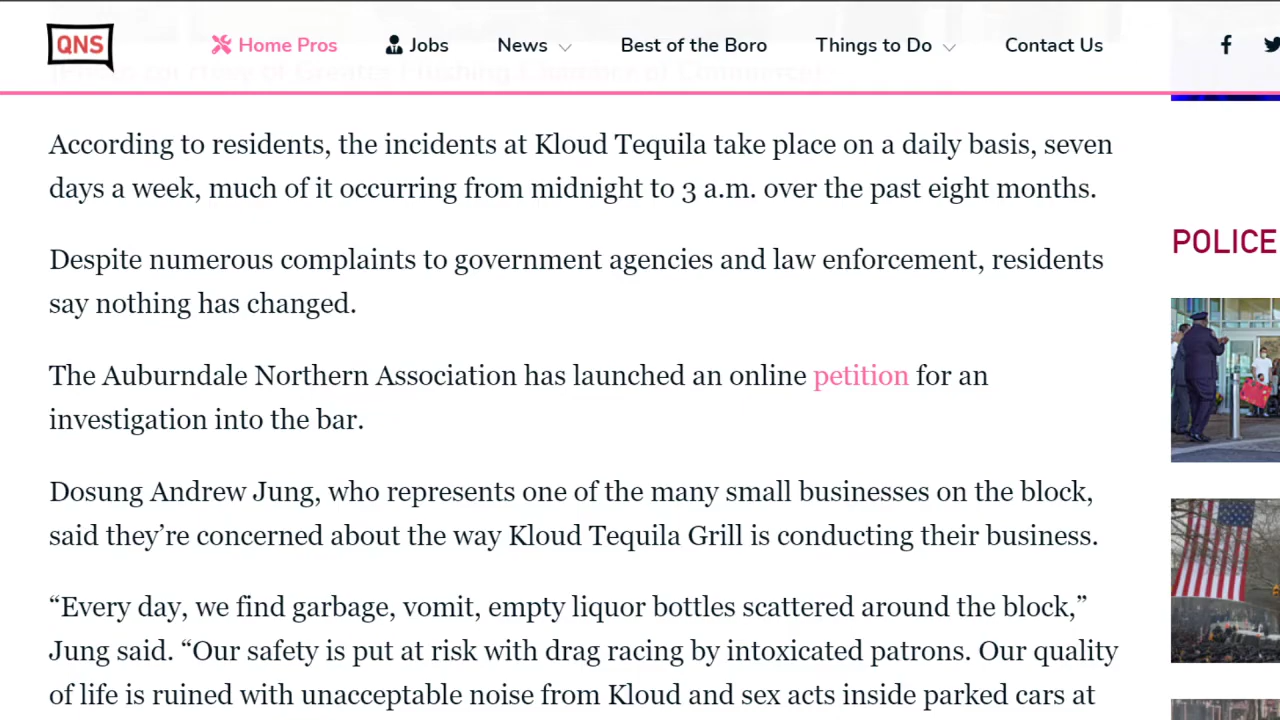 QNS
Home Pros
Jobs
News
Best of the Boro
Things to Do
Contact Us
According to residents, the incidents at Kloud Tequila take place on a daily basis, seven
days a week, much of it occurring from midnight to 3 a.m. over the past eight months.
Despite numerous complaints to government agencies and law enforcement, residents
say nothing has changed.
The Auburndale Northern Association has launched an online petition for an
investigation into the bar.
Dosung Andrew Jung, who represents one of the many small businesses on the block,
said they’re concerned about the way Kloud Tequila Grill is conducting their business.
“Every day, we find garbage, vomit, empty liquor bottles scattered around the block,”
Jung said. “Our safety is put at risk with drag racing by intoxicated patrons. Our quality
of life is ruined with unacceptable noise from Kloud and sex acts inside parked cars at
POLICE